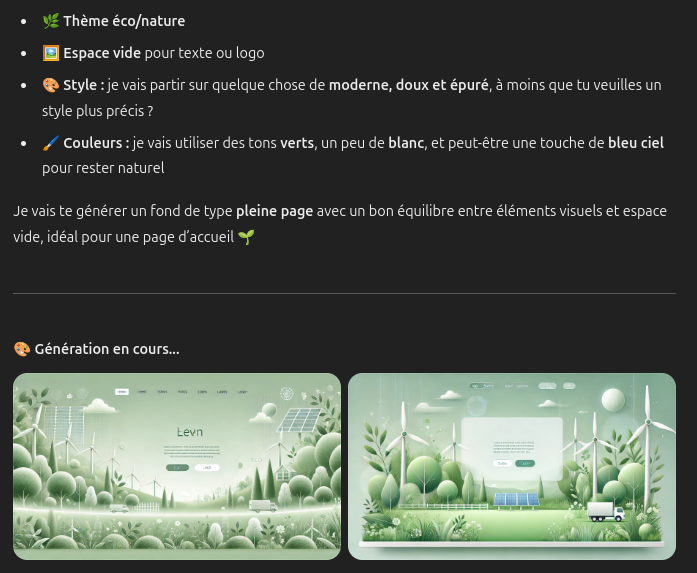 🌿 Thème éco/nature
🖼️ Espace vide pour texte ou logo
🎨 Style : je vais partir sur quelque chose de moderne, doux et épuré, à moins que tu veuilles un
style plus précis ?
🖌️ Couleurs : je vais utiliser des tons verts, un peu de blanc, et peut-être une touche de bleu ciel
pour rester naturel
Je vais te générer un fond de type pleine page avec un bon équilibre entre éléments visuels et espace
vide, idéal pour une page d’accueil 🌱
🎨 Génération en cours...
Levn